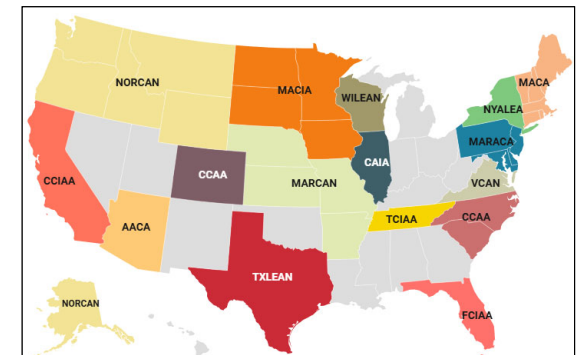 NORCAN
MACIA
WILEAN
MACA
NYALEA
MARACA
CAIA
CCAA
MARCAN
VCAN
CCIAA
TCIAA
CCAA
AACA
TXLEAN
NORCAN
FCIAA